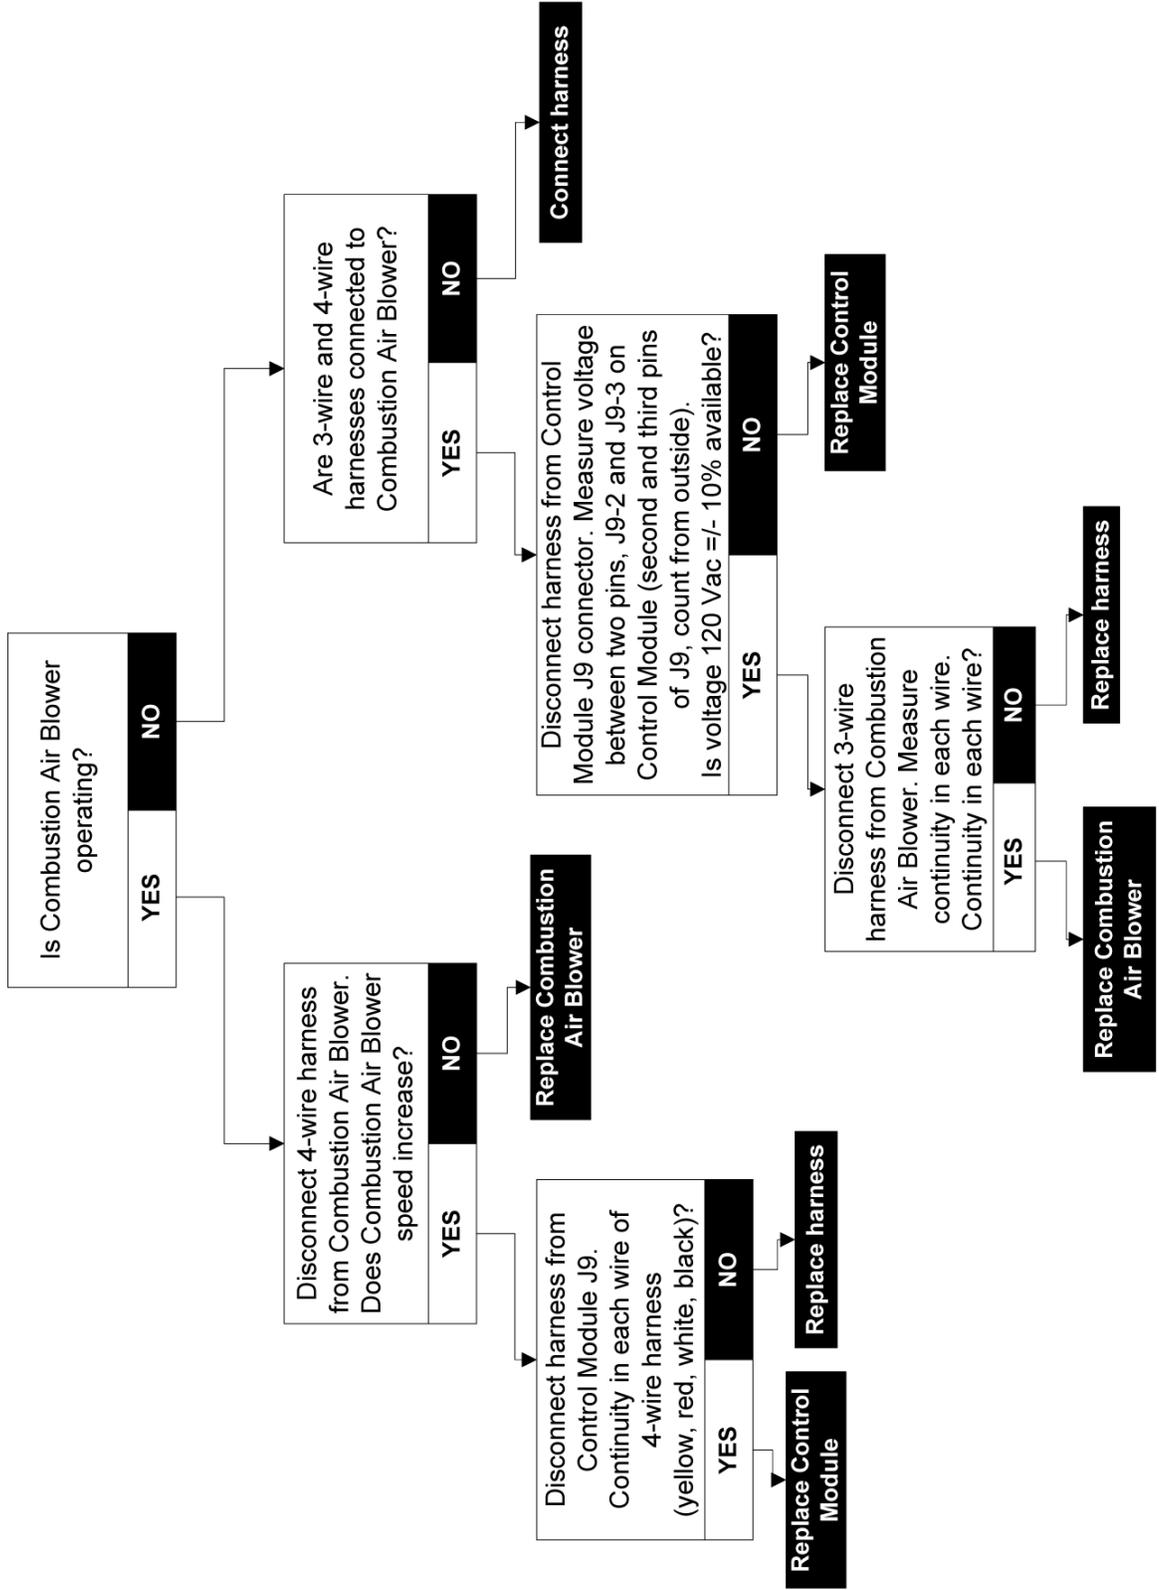 Is Combustion Air Blower
operating?
YES
NO
Disconnect 4-wire harness
from Combustion Air Blower.
Does Combustion Air Blower
speed increase?
YES
NO
Are 3-wire and 4-wire
harnesses connected to
Combustion Air Blower?
YES
NO
Disconnect harness from
Control Module J9.
Continuity in each wire of
4-wire harness
(yellow, red, white, black)?
YES
NO
Replace Combustion
Air Blower
Disconnect harness from Control
Module J9 connector. Measure voltage
between two pins, J9-2 and J9-3 on
Control Module (second and third pins
of J9, count from outside).
Is voltage 120 Vac =/- 10% available?
YES
NO
Connect harness
Replace Control
Module
Replace harness
Disconnect 3-wire
harness from Combustion
Air Blower. Measure
continuity in each wire.
Continuity in each wire?
YES
NO
Replace Control
Module
Replace Combustion
Air Blower
Replace harness